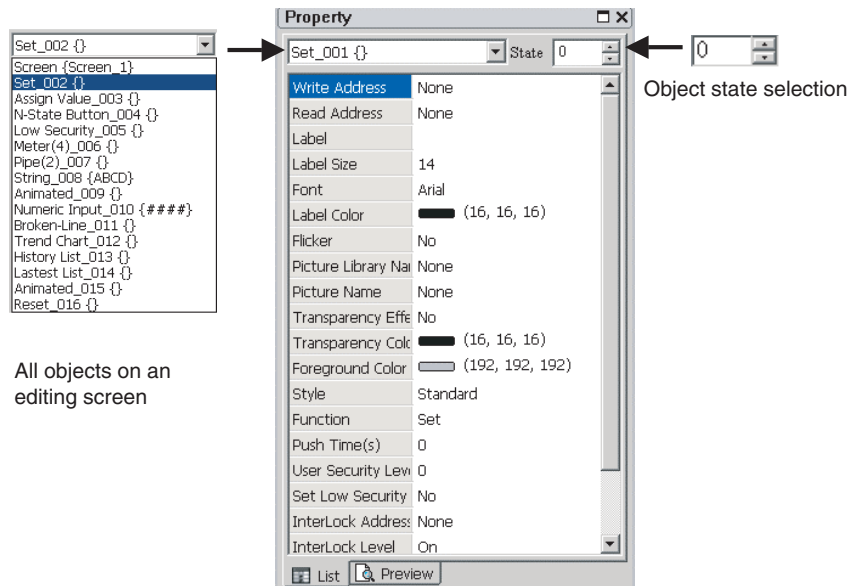 Set_002 {}
Screen {Screen_1}
Set_002 {}
Assign Value_003 {}
N-State Button_004 {}
Low Security_005 {}
Meter(4)_006 {}
Pipe(2)_007 {}
String_008 {ABCD}
Animated_009 {}
Numeric Input_010 {####}
Broken-Line_011 {}
Trend Chart_012 {}
History List_013 {}
Lastest List_014 {}
Animated_015 {}
Reset_016 {}
All objects on an
editing screen
Property
Set_001 {} State 0
Write Address None
Read Address None
Label
Label Size 14
Font Arial
Label Color (16, 16, 16)
Flicker No
Picture Library Nar None
Picture Name None
Transparency Effe No
Transparency Colc (16, 16, 16)
Foreground Color (192, 192, 192)
Style Standard
Function Set
Push Time(s) 0
User Security Leve 0
Set Low Security No
InterLock Address None
InterLock Level On
List Preview
0
Object state selection